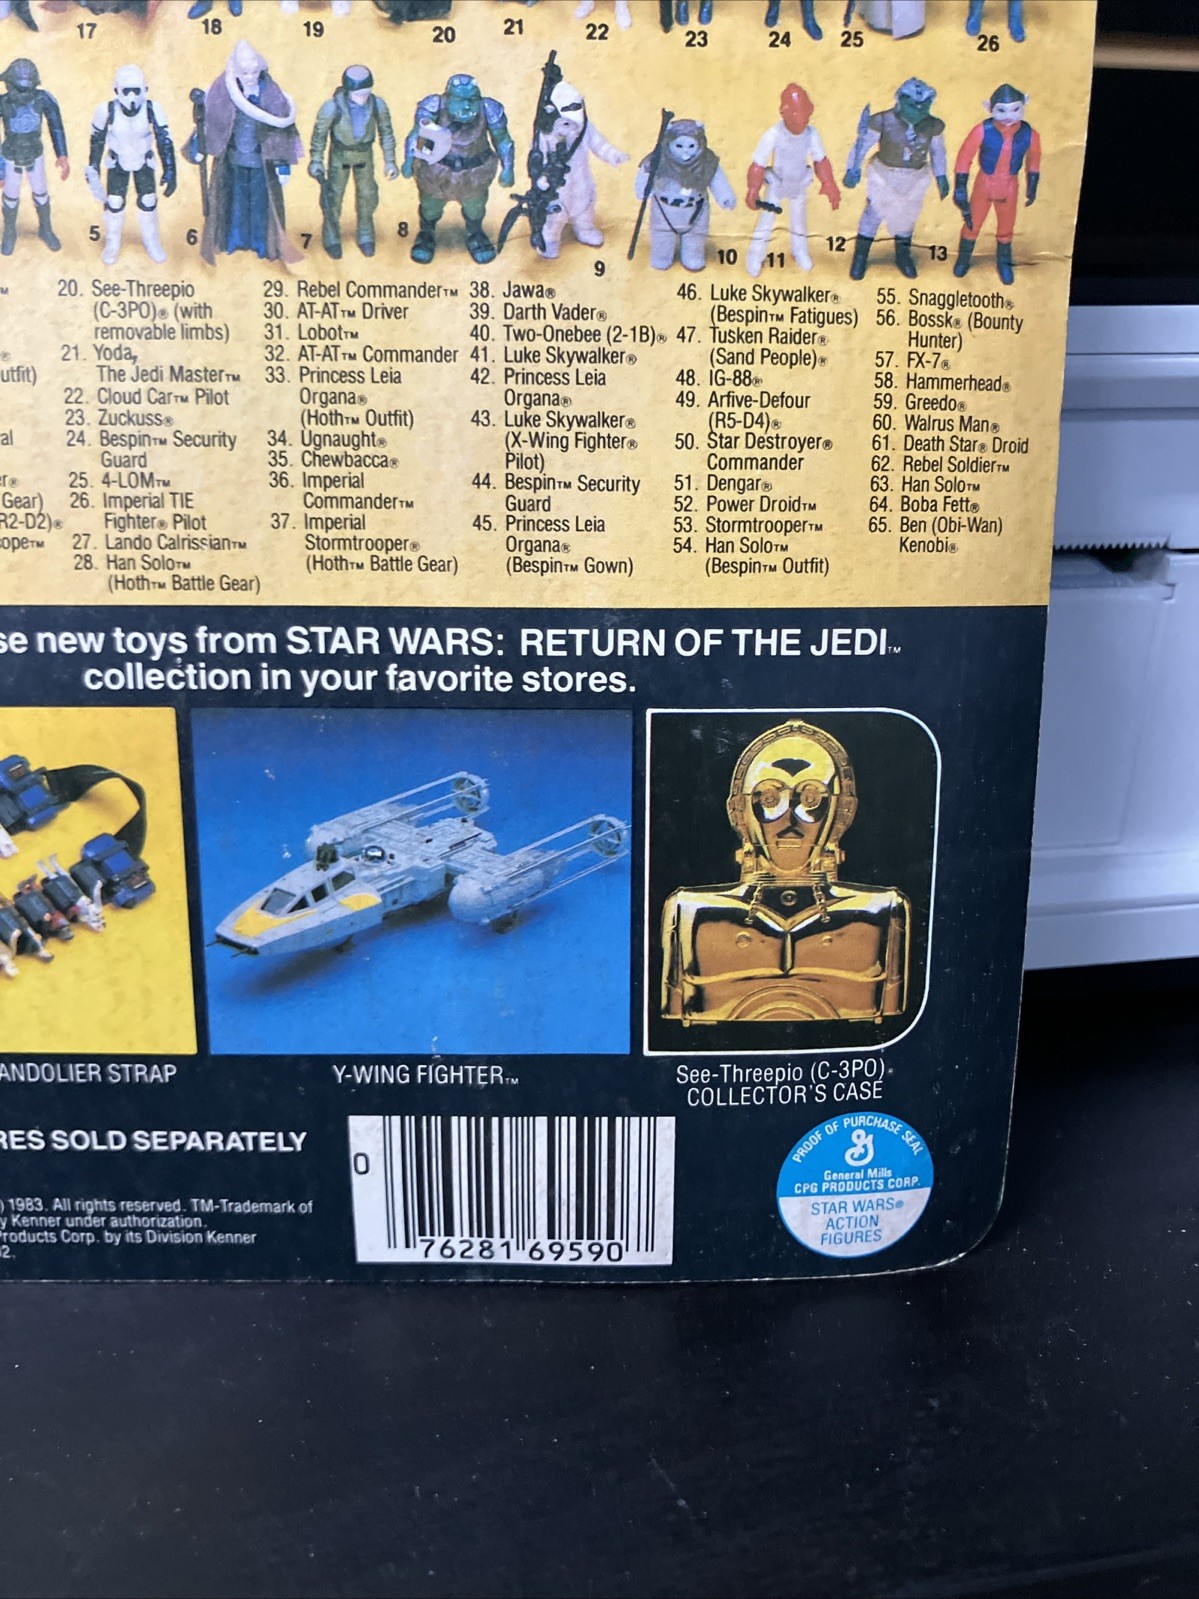 17 18 19 20 21 22 23 24 25 26
5 6 7 8 9 10 11 12 13
TM
®
utfit)
al
r®
Gear)
R2-D2)®
ope™
20. See-Threepio
(C-3PO)® (with
removable limbs)
21. Yoda,
The Jedi Master™
22. Cloud Car™ Pilot
23. Zuckuss®
24. Bespin™ Security
Guard
25. 4-LOM™
26. Imperial TIE
Fighter® Pilot
27. Lando Calrissian™
28. Han Solo™
(Hoth™ Battle Gear)
29. Rebel Commander™
30. AT-AT™ Driver
31. Lobot™
32. AT-AT™ Commander
33. Princess Leia
Organa®
(Hoth™ Outfit)
34. Ugnaught®
35. Chewbacca®
36. Imperial
Commander™
37. Imperial
Stormtrooper®
(Hoth™ Battle Gear)
38. Jawa®
39. Darth Vader®
40. Two-Onebee (2-1B)®
41. Luke Skywalker®
42. Princess Leia
Organa®
43. Luke Skywalker®
(X-Wing Fighter®
Pilot)
44. Bespin™ Security
Guard
45. Princess Leia
Organa®
(Bespin™ Gown)
46. Luke Skywalker®
(Bespin™ Fatigues)
47. Tusken Raider®
(Sand People)®
48. IG-88®
49. Arfive-Defour
(R5-D4)®
50. Star Destroyer®
Commander
51. Dengar®
52. Power Droid™
53. Stormtrooper™
54. Han Solo™
(Bespin™ Outfit)
55. Snaggletooth®
56. Bossk® (Bounty
Hunter)
57. FX-7®
58. Hammerhead®
59. Greedo®
60. Walrus Man®
61. Death Star® Droid
62. Rebel Soldier™
63. Han Solo™
64. Boba Fett®
65. Ben (Obi-Wan)
Kenobi®
se new toys from STAR WARS: RETURN OF THE JEDI™
collection in your favorite stores.
ANDOLIER STRAP
Y-WING FIGHTER™
See-Threepio (C-3PO)®
COLLECTOR'S CASE
RES SOLD SEPARATELY
) 1983. All rights reserved. TM-Trademark of
y Kenner under authorization.
Products Corp. by its Division Kenner
2.
0 76281 69590
PROOF OF PURCHASE SEAL
General Mills
CPG PRODUCTS CORP.
STAR WARS®
ACTION
FIGURES